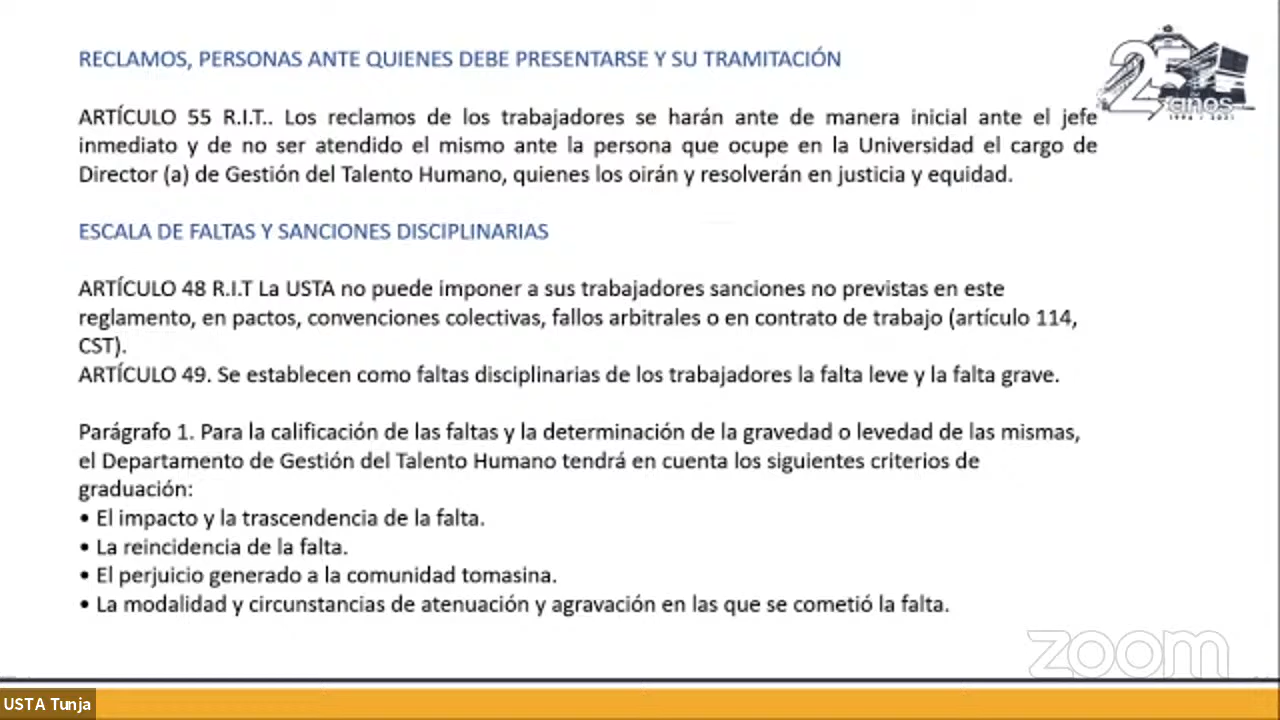 RECLAMOS, PERSONAS ANTE QUIENES DEBE PRESENTARSE Y SU TRAMITACIÓN
25
años
1996 - 2021
ARTÍCULO 55 R.I.T.. Los reclamos de los trabajadores se harán ante de manera inicial ante el jefe
inmediato y de no ser atendido el mismo ante la persona que ocupe en la Universidad el cargo de
Director (a) de Gestión del Talento Humano, quienes los oirán y resolverán en justicia y equidad.
ESCALA DE FALTAS Y SANCIONES DISCIPLINARIAS
ARTÍCULO 48 R.I.T La USTA no puede imponer a sus trabajadores sanciones no previstas en este
reglamento, en pactos, convenciones colectivas, fallos arbitrales o en contrato de trabajo (artículo 114,
CST).
ARTÍCULO 49. Se establecen como faltas disciplinarias de los trabajadores la falta leve y la falta grave.
Parágrafo 1. Para la calificación de las faltas y la determinación de la gravedad o levedad de las mismas,
el Departamento de Gestión del Talento Humano tendrá en cuenta los siguientes criterios de
graduación:
• El impacto y la trascendencia de la falta.
• La reincidencia de la falta.
• El perjuicio generado a la comunidad tomasina.
• La modalidad y circunstancias de atenuación y agravación en las que se cometió la falta.
zoom
USTA Tunja